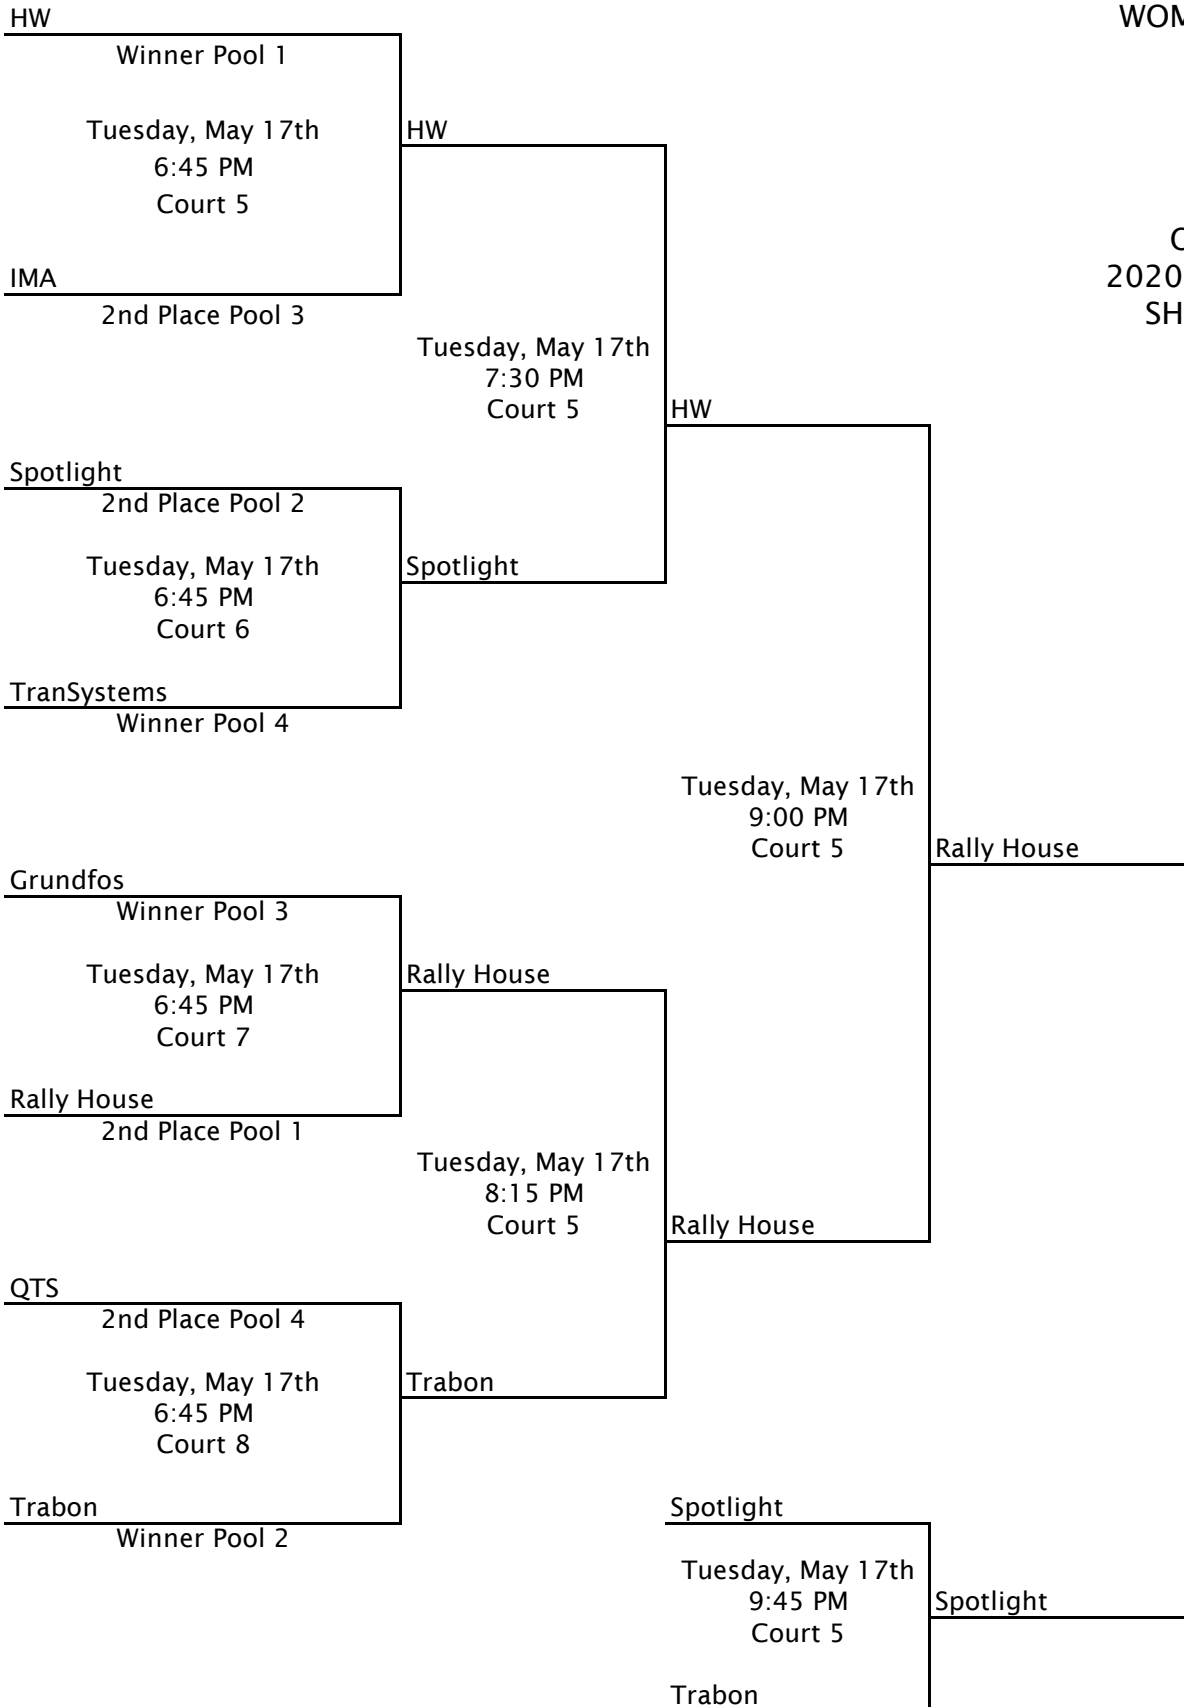 HW
WOM
Winner Pool 1
Tuesday, May 17th
6:45 PM
Court 5
HW
IMA
2nd Place Pool 3
2020
SH
Tuesday, May 17th
7:30 PM
Court 5
HW
Spotlight
2nd Place Pool 2
Tuesday, May 17th
6:45 PM
Court 6
Spotlight
TranSystems
Winner Pool 4
Tuesday, May 17th
9:00 PM
Court 5
Rally House
Grundfos
Winner Pool 3
Tuesday, May 17th
6:45 PM
Court 7
Rally House
Rally House
2nd Place Pool 1
Tuesday, May 17th
8:15 PM
Court 5
Rally House
QTS
2nd Place Pool 4
Tuesday, May 17th
6:45 PM
Court 8
Trabon
Trabon
Winner Pool 2
Spotlight
Tuesday, May 17th
9:45 PM
Court 5
Spotlight
Trabon